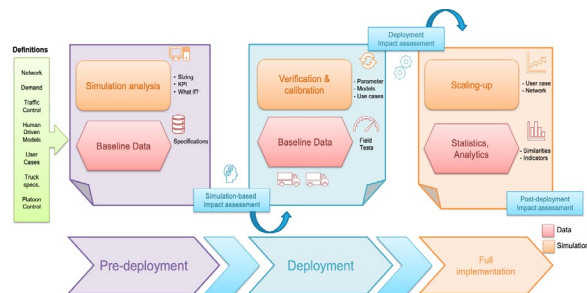 Definitions
Network
Demand
Traffic
Control
Human
Driven
Models
User
Cases
Truck
specs.
Platoon
Control
Simulation analysis
- Sizing
- KPI
- What if?
Baseline Data
Specifications
Simulation-based
impact assessment
Verification &
calibration
- Parameter
- Models
- Use cases
Baseline Data
Field
Tests
Deployment
impact assessment
Scaling-up
- User case
- Network
Statistics,
Analytics
- Similarities
- Indicators
Post-deployment
impact assessment
Data
Simulation
Pre-deployment
Deployment
Full
implementation